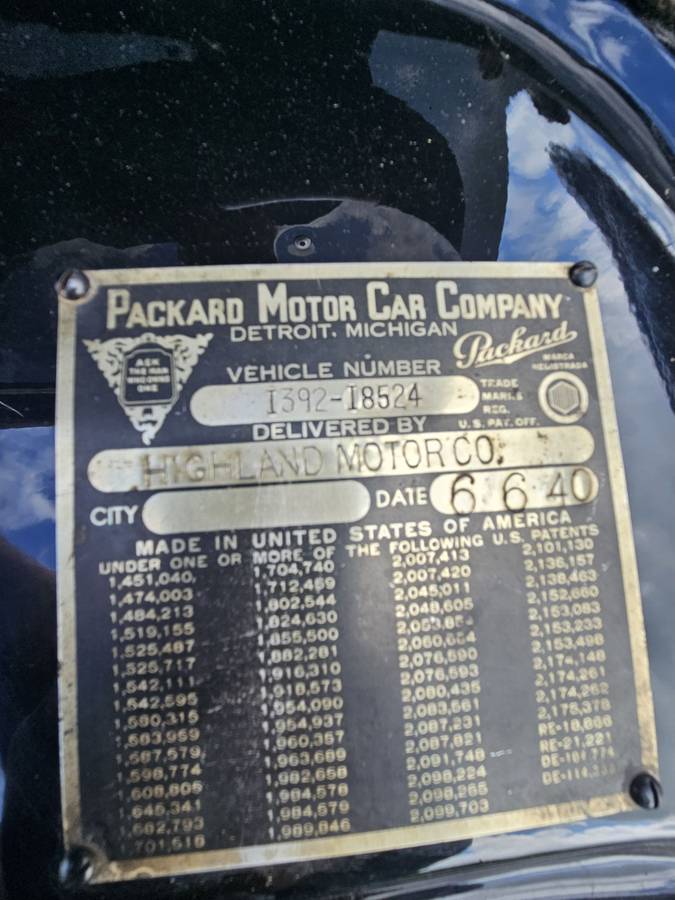 PACKARD MOTOR CAR COMPANY
DETROIT, MICHIGAN
Packard
ASK
THE MAN
WHO OWNS
ONE
VEHICLE NUMBER
MARCA
REGISTRADA
1392-18524
TRADE
MARKS
REG.
U.S. PAT. OFF.
DELIVERED BY
HIGHLAND MOTOR CO.
CITY
DATE 6 6 40
MADE IN UNITED STATES OF AMERICA
UNDER ONE OR MORE OF THE FOLLOWING U.S. PATENTS
1,451,040 1,704,740 2,007,413 2,101,130
1,474,003 1,712,469 2,007,420 2,136,157
1,484,213 1,802,544 2,045,011 2,138,463
1,519,155 1,824,630 2,048,605 2,152,660
1,525,487 1,855,500 2,153,083
1,525,717 1,882,281 2,060,654 2,153,233
1,542,111 1,916,310 2,076,590 2,153,498
1,542,595 1,918,573 2,076,593 2,174,148
1,580,315 1,954,090 2,080,435 2,174,261
1,583,959 1,954,937 2,083,561 2,174,262
1,587,579 1,960,357 2,087,231 2,175,378
1,598,774 1,963,689 2,087,821 RE-18,866
1,608,805 1,982,658 2,091,748 RE-21,221
1,645,341 1,984,578 2,098,224
1,682,793 1,984,579 2,098,265
1,701,518 1,989,846 2,099,703